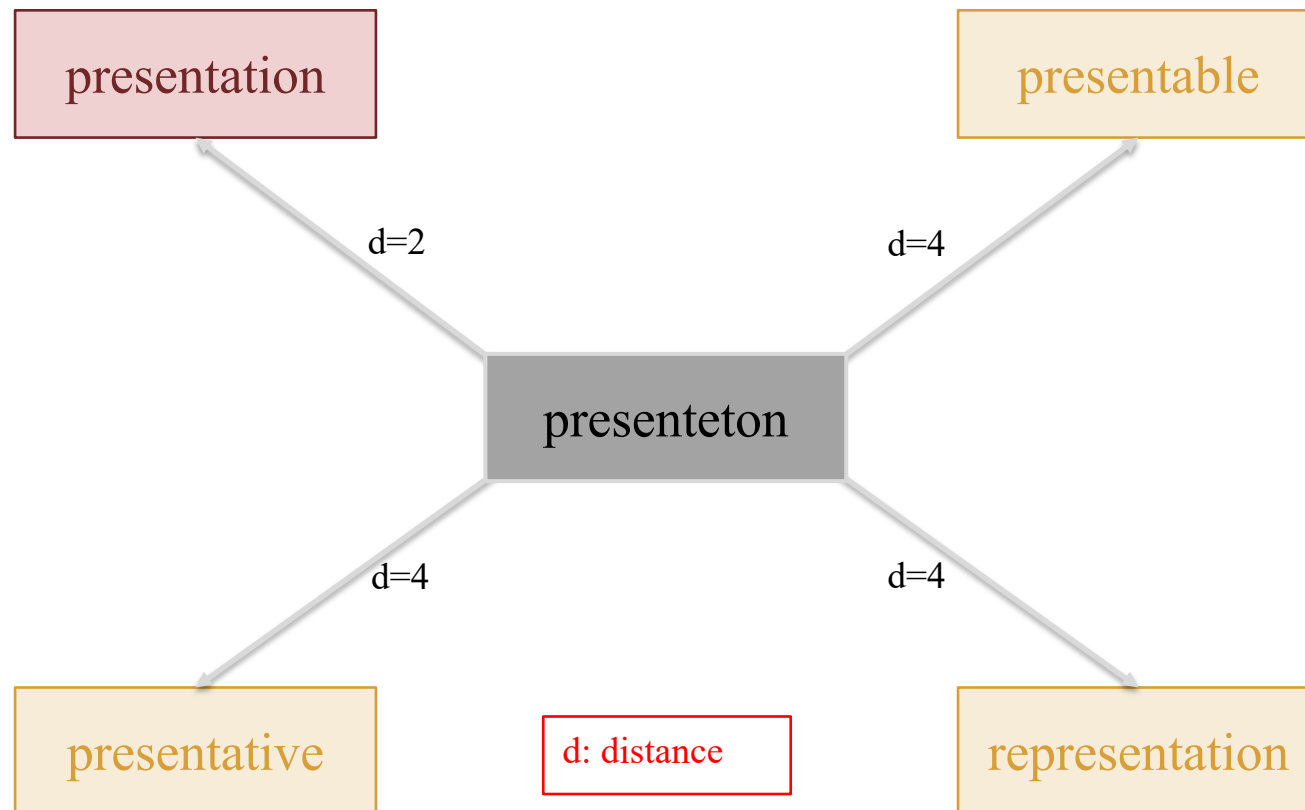 presentation
presentable
d=2
d=4
presenteton
d=4
d=4
presentative
d: distance
representation